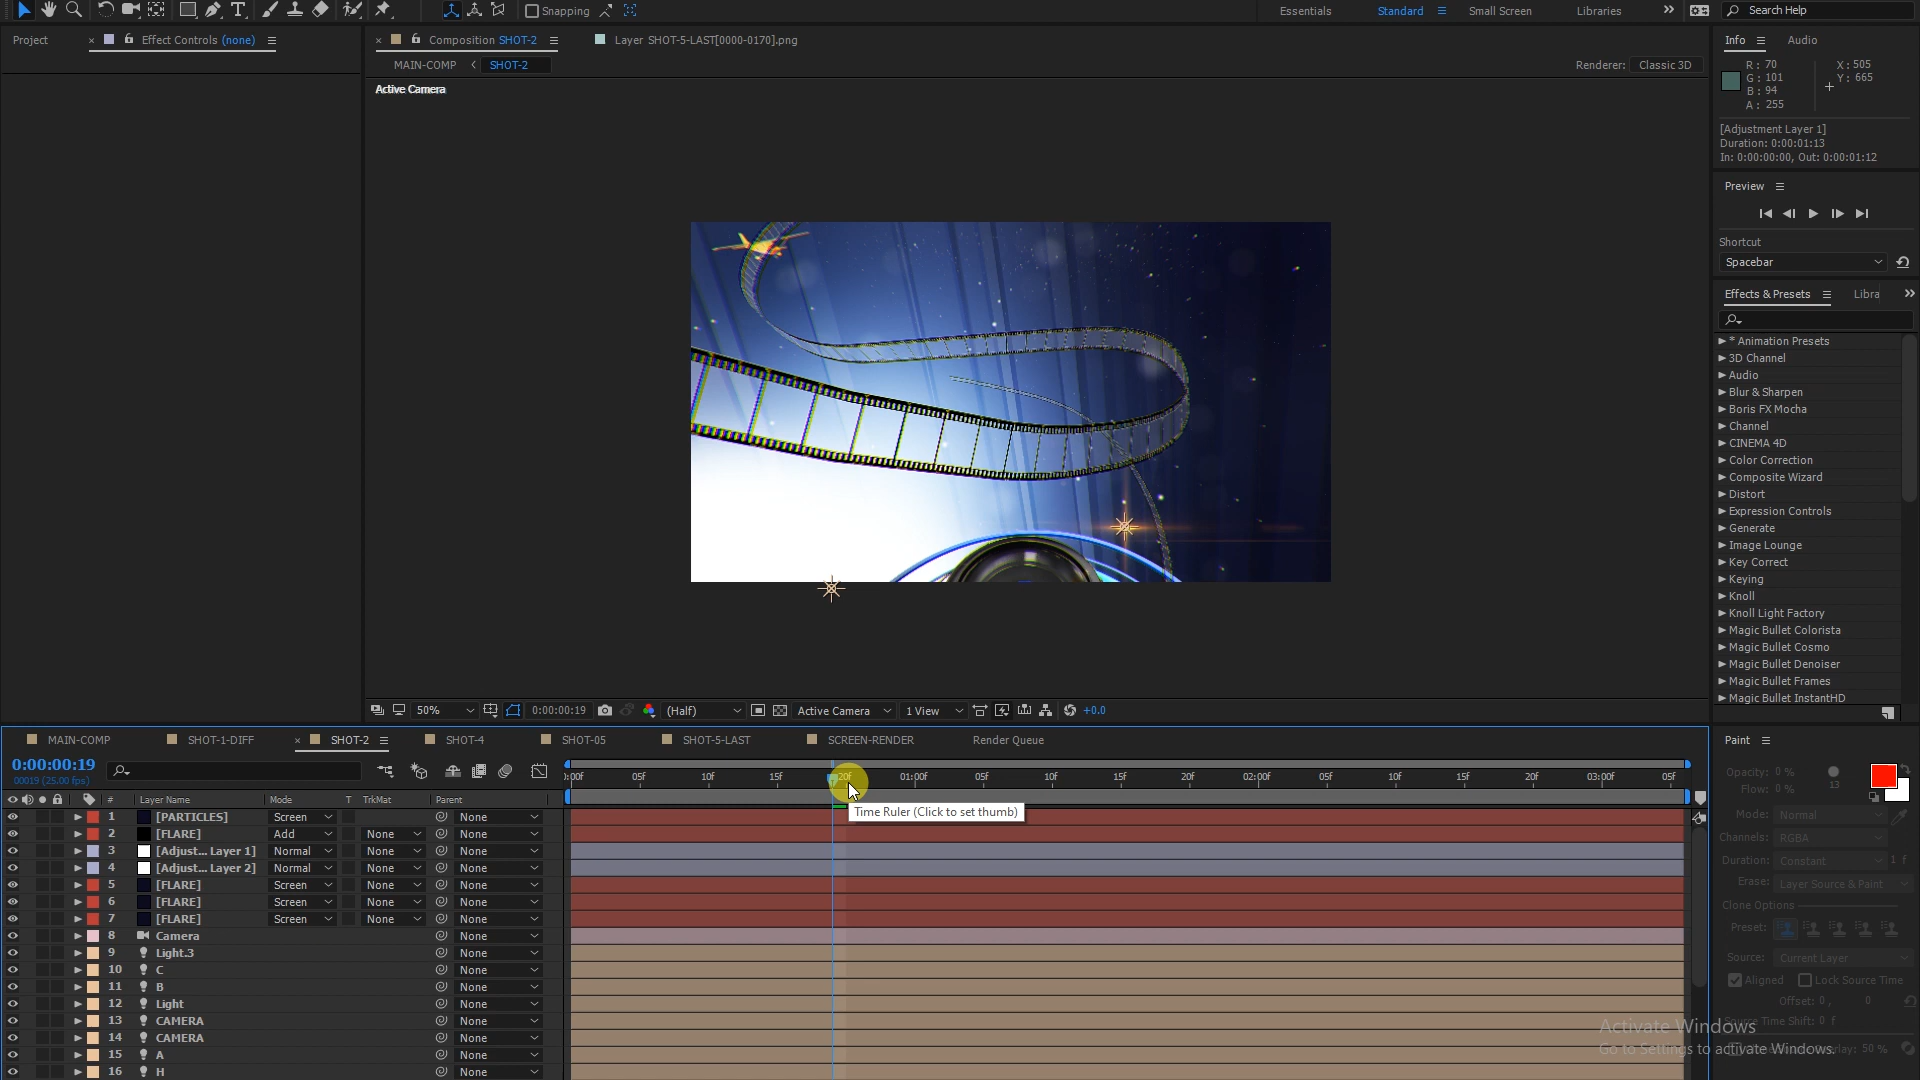 Snapping
Essentials
Standard
Small Screen
Libraries
Search Help
Project
Effect Controls (none)
Composition SHOT-2
Layer SHOT-5-LAST[0000-0170].png
MAIN-COMP
SHOT-2
Renderer:
Classic 3D
Active Camera
Info
Audio
R: 70
G: 101
B: 94
A: 255
X: 505
Y: 665
[Adjustment Layer 1]
Duration: 0:00:01:13
In: 0:00:00:00, Out: 0:00:01:12
Preview
Shortcut
Spacebar
Effects & Presets
Libra
* Animation Presets
3D Channel
Audio
Blur & Sharpen
Boris FX Mocha
Channel
CINEMA 4D
Color Correction
Composite Wizard
Distort
Expression Controls
Generate
Image Lounge
Key Correct
Keying
Knoll
Knoll Light Factory
Magic Bullet Colorista
Magic Bullet Cosmo
Magic Bullet Denoiser
Magic Bullet Frames
Magic Bullet InstantHD
50%
0:00:00:19
(Half)
Active Camera
1 View
+0.0
MAIN-COMP
SHOT-1-DIFF
SHOT-2
SHOT-4
SHOT-05
SHOT-5-LAST
SCREEN-RENDER
Render Queue
0:00:00:19
00019 (25.00 fps)
):00f 05f 10f 15f 20f 01:00f 05f 10f 15f 20f 02:00f 05f 10f 15f 20f 03:00f 05f
Time Ruler (Click to set thumb)
# Layer Name Mode T TrkMat Parent
1 [PARTICLES] Screen None
2 [FLARE] Add None None
3 [Adjust... Layer 1] Normal None None
4 [Adjust... Layer 2] Normal None None
5 [FLARE] Screen None None
6 [FLARE] Screen None None
7 [FLARE] Screen None None
8 Camera None
9 Light.3 None
10 C None
11 B None
12 Light None
13 CAMERA None
14 CAMERA None
15 A None
16 H None
Paint
Opacity: 0 %
Flow: 0 %
13
Mode: Normal
Channels: RGBA
Duration: Constant 1 f
Erase: Layer Source & Paint
Clone Options
Preset:
Source: Current Layer
Aligned
Lock Source Time
Offset: 0, 0
Source Time Shift: 0 f
Overlay: 50 %
Activate Windows
Go to Settings to activate Windows.